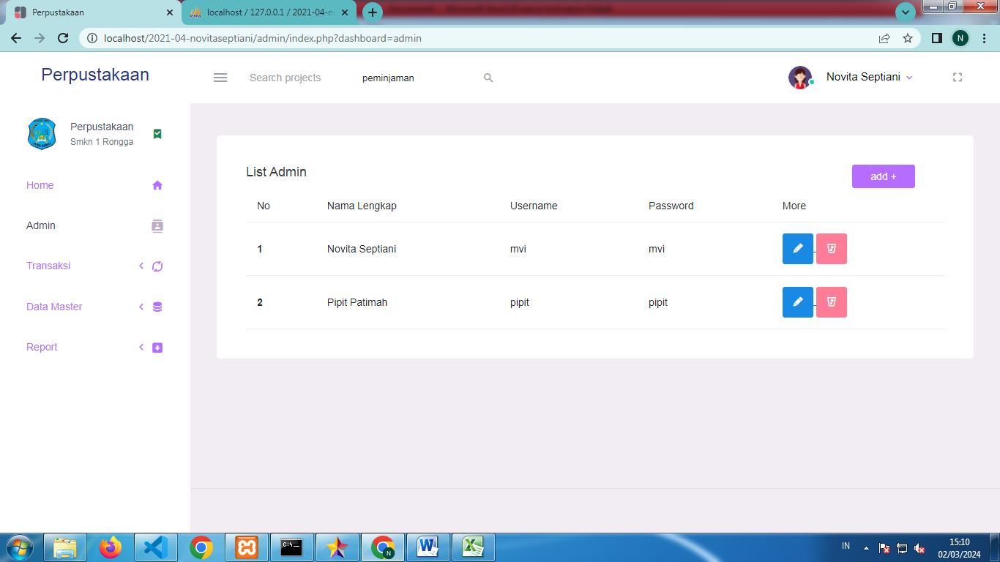 Perpustakaan
localhost / 127.0.0.1 / 2021-04-no
localhost/2021-04-novitaseptiani/admin/index.php?dashboard=admin
N
Perpustakaan
Search projects
peminjaman
Novita Septiani
Perpustakaan
Smkn 1 Rongga
Home
Admin
Transaksi
Data Master
Report
List Admin
add +
No Nama Lengkap Username Password More
1 Novita Septiani mvi mvi
2 Pipit Patimah pipit pipit
IN
15:10
02/03/2024